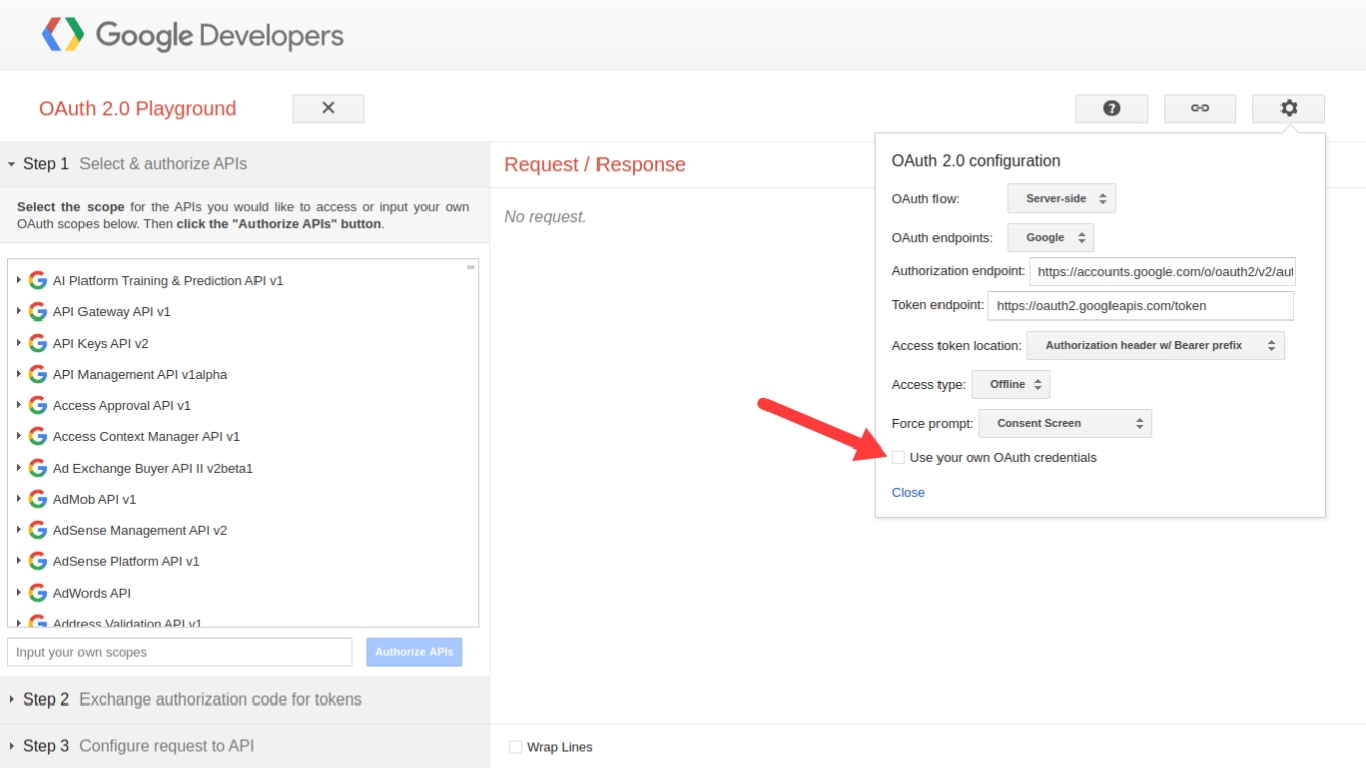 Google Developers
OAuth 2.0 Playground
Step 1 Select & authorize APIs
Select the scope for the APIs you would like to access or input your own
OAuth scopes below. Then click the "Authorize APIs" button.
AI Platform Training & Prediction API v1
API Gateway API v1
API Keys API v2
API Management API v1alpha
Access Approval API v1
Access Context Manager API v1
Ad Exchange Buyer API II v2beta1
AdMob API v1
AdSense Management API v2
AdSense Platform API v1
AdWords API
Address Validation API v1
Input your own scopes
Authorize APIs
Step 2 Exchange authorization code for tokens
Step 3 Configure request to API
Request / Response
No request.
Wrap Lines
OAuth 2.0 configuration
OAuth flow: Server-side
OAuth endpoints: Google
Authorization endpoint: https://accounts.google.com/o/oauth2/v2/aut
Token endpoint: https://oauth2.googleapis.com/token
Access token location: Authorization header w/ Bearer prefix
Access type: Offline
Force prompt: Consent Screen
Use your own OAuth credentials
Close